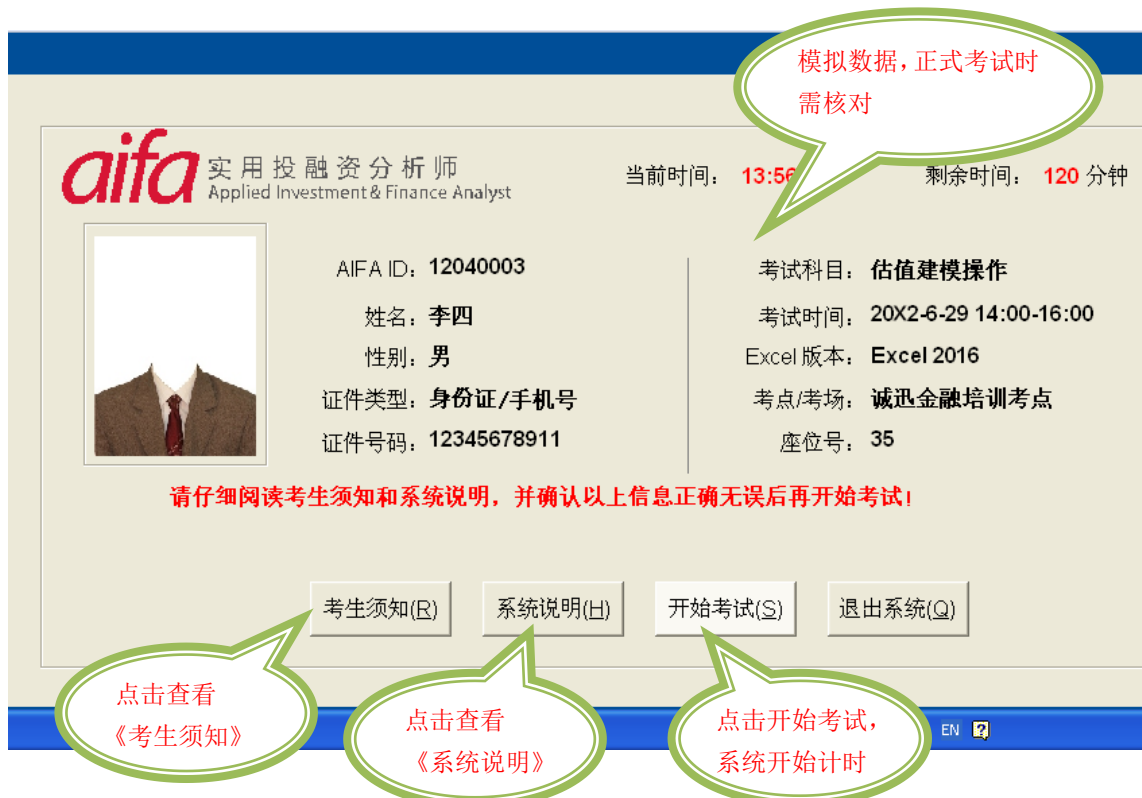 模拟数据，正式考试时
需核对
aifa 实用投融资分析师
Applied Investment & Finance Analyst
当前时间： 13:56
剩余时间： 120 分钟
AIFA ID： 12040003
姓名： 李四
性别： 男
证件类型： 身份证/手机号
证件号码： 12345678911
考试科目： 估值建模操作
考试时间： 20X2-6-29 14:00-16:00
Excel 版本： Excel 2016
考点/考场： 诚迅金融培训考点
座位号： 35
请仔细阅读考生须知和系统说明，并确认以上信息正确无误后再开始考试！
考生须知(R) 系统说明(H) 开始考试(S) 退出系统(Q)
点击查看
《考生须知》
点击查看
《系统说明》
点击开始考试，
系统开始计时
EN ?